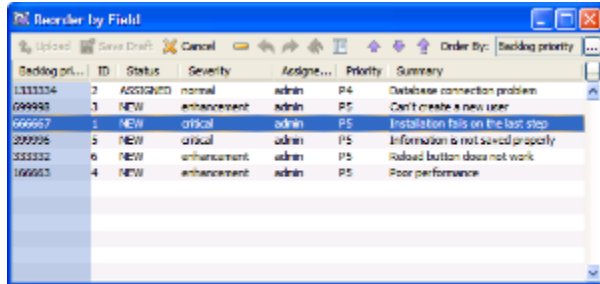 Reorder by Field
Upload Save Draft Cancel Order By: Backlog priority ...
Backlog pri... ID Status Severity Assigne... Priority Summary
1333334 2 ASSIGNED normal admin P4 Database connection problem
699998 3 NEW enhancement admin P5 Can't create a new user
666667 1 NEW critical admin P5 Installation fails on the last step
399996 5 NEW critical admin P5 Information is not saved properly
333332 6 NEW enhancement admin P5 Reload button does not work
166663 4 NEW enhancement admin P5 Poor performance